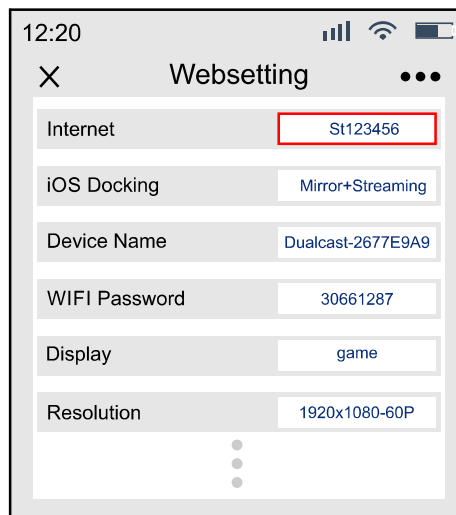 12:20
Websetting
Internet St123456
iOS Docking Mirror+Streaming
Device Name Dualcast-2677E9A9
WIFI Password 30661287
Display game
Resolution 1920x1080-60P